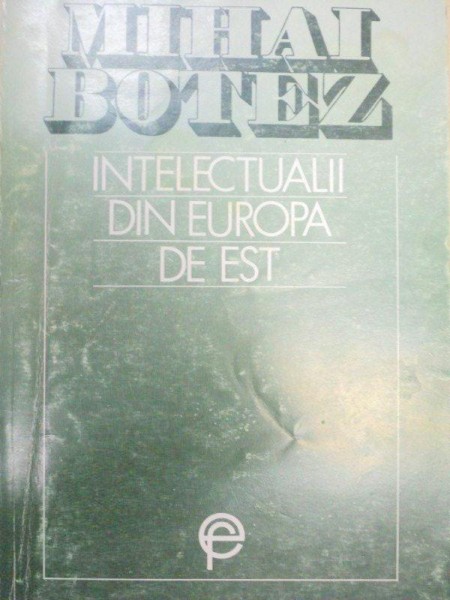 MIHAI
BOTEZ
INTELECTUALII
DIN EUROPA
DE EST